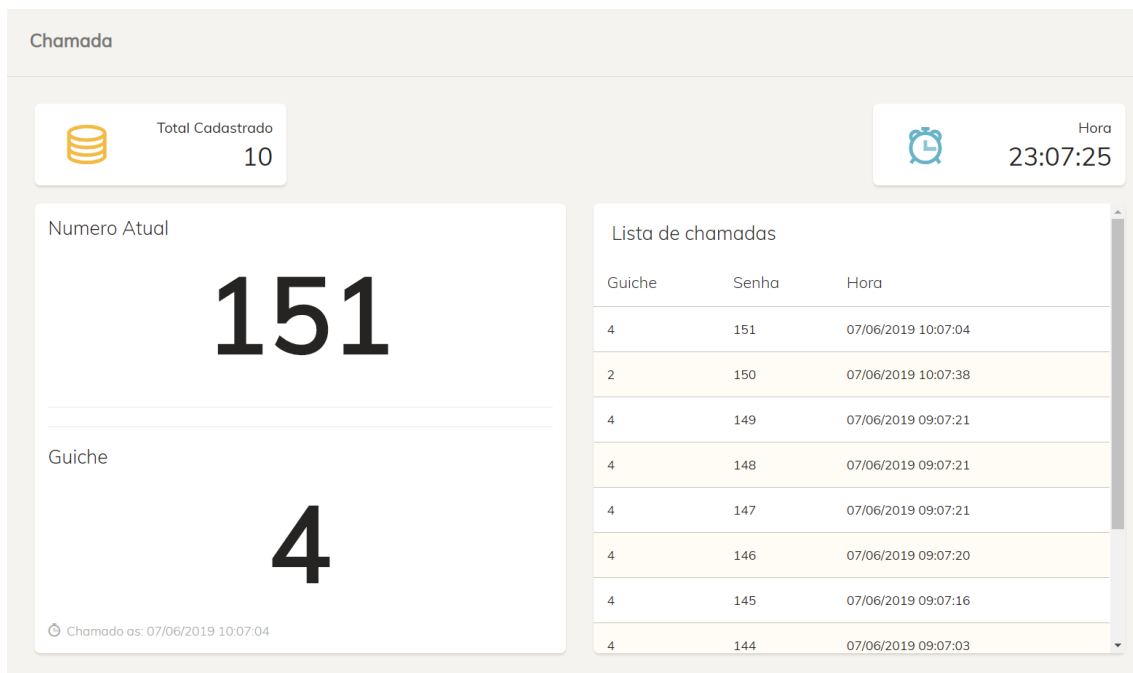 Chamada
Total Cadastrado
10
Hora
23:07:25
Numero Atual
151
Guiche
4
Chamado as: 07/06/2019 10:07:04
Lista de chamadas
Guiche Senha Hora
4 151 07/06/2019 10:07:04
2 150 07/06/2019 10:07:38
4 149 07/06/2019 09:07:21
4 148 07/06/2019 09:07:21
4 147 07/06/2019 09:07:21
4 146 07/06/2019 09:07:20
4 145 07/06/2019 09:07:16
4 144 07/06/2019 09:07:03